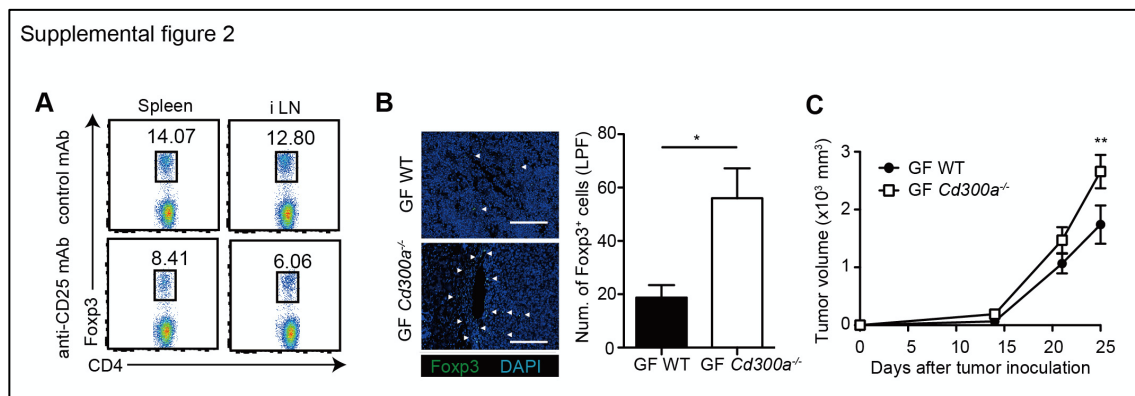 Supplemental figure 2
A
Spleen
i LN
control mAb
14.07
12.80
anti-CD25 mAb
8.41
6.06
Foxp3
CD4
B
GF WT
GF Cd300a-/-
Foxp3 DAPI
Num. of Foxp3+ cells (LPF)
80
60
40
20
0
*
GF WT
GF Cd300a-/-
C
Tumor volume (x10³ mm³)
3
2
1
0
**
GF WT
GF Cd300a-/-
0 5 10 15 20 25
Days after tumor inoculation